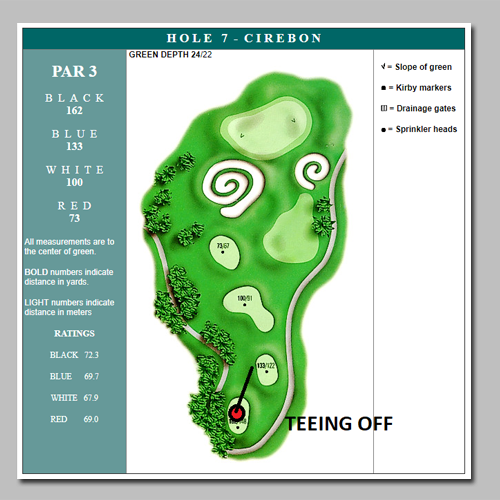 HOLE 7 - CIREBON
GREEN DEPTH 24/22
PAR 3
BLACK
162
BLUE
133
WHITE
100
RED
73
All measurements are to
the center of green.
BOLD numbers indicate
distance in yards.
LIGHT numbers indicate
distance in meters
RATINGS
BLACK 72.3
BLUE 69.7
WHITE 67.9
RED 69.0
73/67
100/91
133/122
TEEING OFF
√ = Slope of green
= Kirby markers
= Drainage gates
= Sprinkler heads